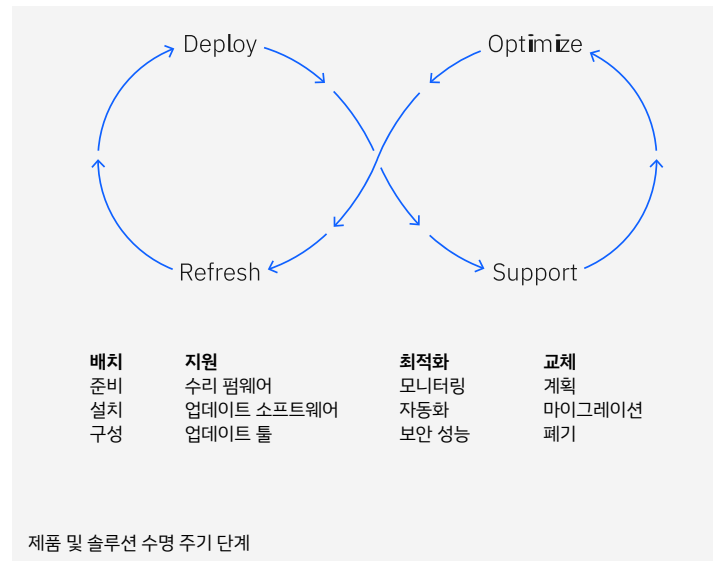 Deploy
Optimize
Refresh
Support
배치
준비
설치
구성
지원
수리 펌웨어
업데이트 소프트웨어
업데이트 툴
최적화
모니터링
자동화
보안 성능
교체
계획
마이그레이션
폐기
제품 및 솔루션 수명 주기 단계